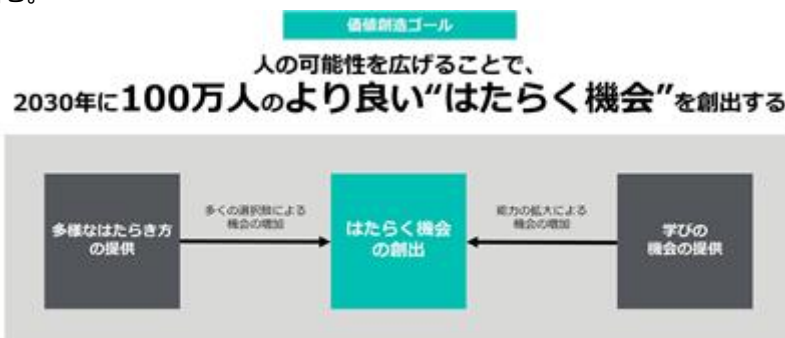 る。
価値創造ゴール
人の可能性を広げることで、
2030年に100万人のより良い“はたらく機会”を創出する
多様なはたらき方
の提供
多くの選択肢による
機会の増加
はたらく機会
の創出
能力の拡大による
機会の増加
学びの
機会の提供